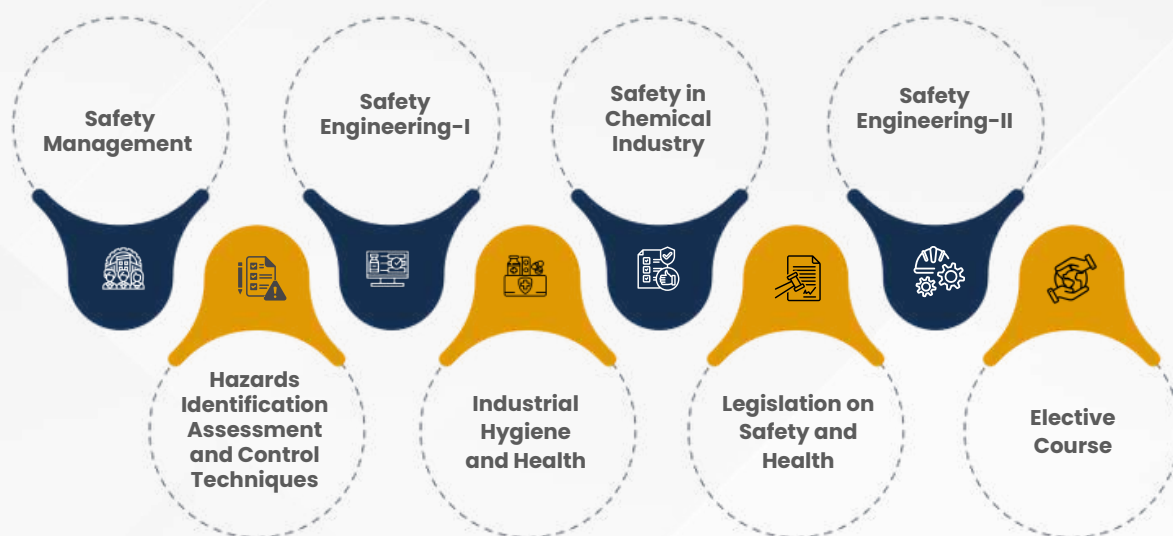 Safety
Management
Hazards
Identification
Assessment
and Control
Techniques
Safety
Engineering-I
Industrial
Hygiene
and Health
Safety in
Chemical
Industry
Legislation on
Safety and
Health
Safety
Engineering-II
Elective
Course